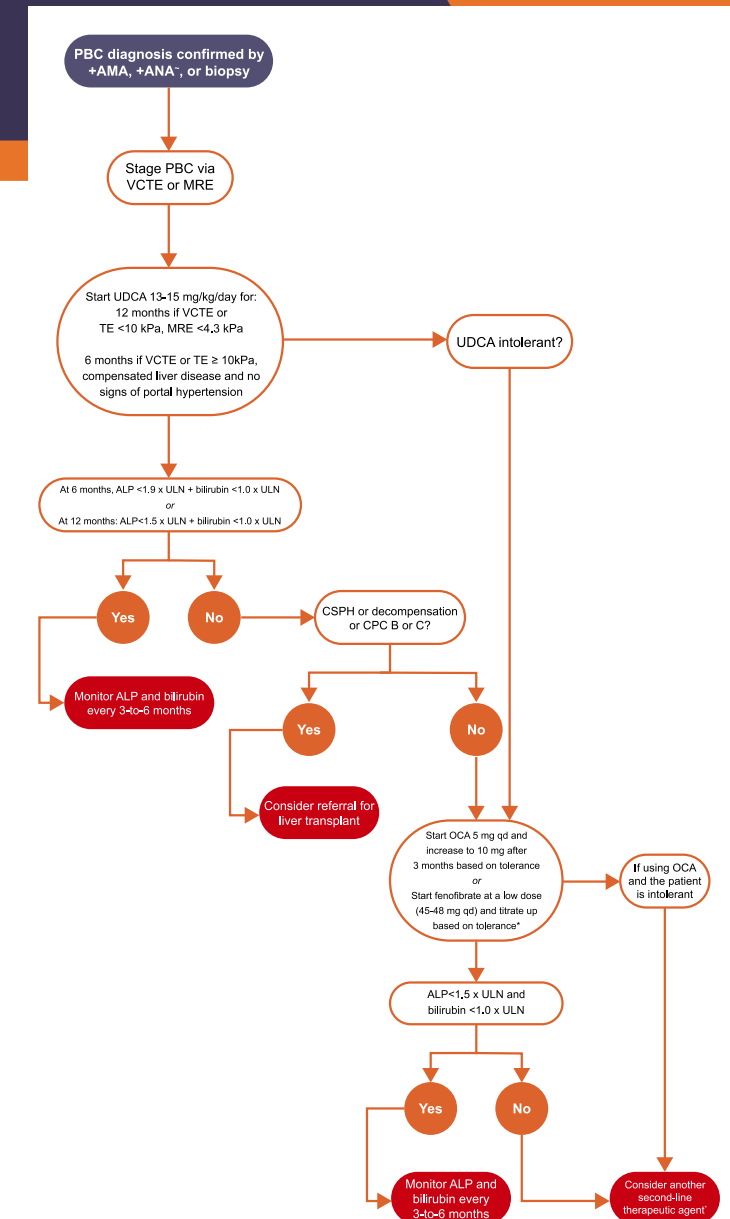 PBC diagnosis confirmed by
+AMA, +ANA~, or biopsy
Stage PBC via
VCTE or MRE
Start UDCA 13-15 mg/kg/day for:
12 months if VCTE or
TE <10 kPa, MRE <4.3 kPa
6 months if VCTE or TE ≥ 10kPa,
compensated liver disease and no
signs of portal hypertension
UDCA intolerant?
At 6 months, ALP <1.9 x ULN + bilirubin <1.0 x ULN
or
At 12 months: ALP<1.5 x ULN + bilirubin <1.0 x ULN
Yes
No
CSPH or decompensation
or CPC B or C?
Monitor ALP and bilirubin
every 3-to-6 months
Yes
No
Consider referral for
liver transplant
Start OCA 5 mg qd and
increase to 10 mg after
3 months based on tolerance
or
Start fenofibrate at a low dose
(45-48 mg qd) and titrate up
based on tolerance*
If using OCA
and the patient
is intolerant
ALP<1.5 x ULN and
bilirubin <1.0 x ULN
Yes
No
Monitor ALP and
bilirubin every
3-to-6 months
Consider another
second-line
therapeutic agent*